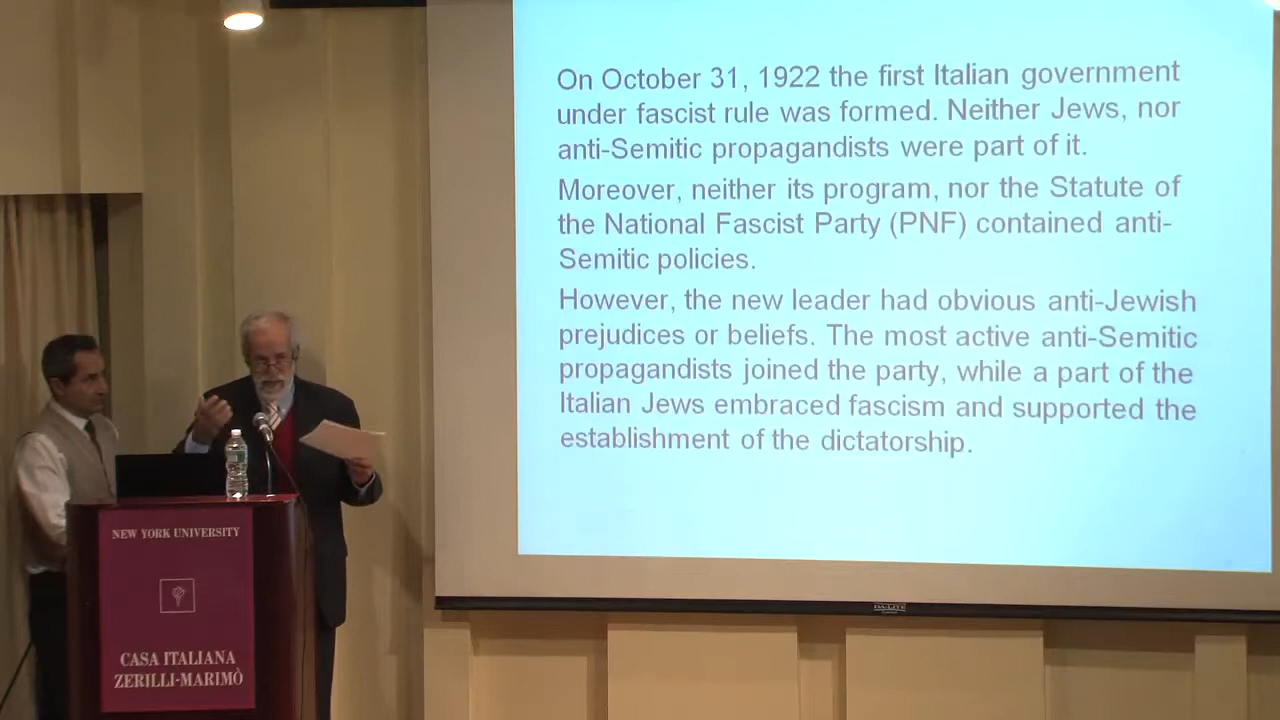 On October 31, 1922 the first Italian government
under fascist rule was formed. Neither Jews, nor
anti-Semitic propagandists were part of it.
Moreover, neither its program, nor the Statute of
the National Fascist Party (PNF) contained anti-
Semitic policies.
However, the new leader had obvious anti-Jewish
prejudices or beliefs. The most active anti-Semitic
propagandists joined the party, while a part of the
Italian Jews embraced fascism and supported the
establishment of the dictatorship.
NEW YORK UNIVERSITY
CASA ITALIANA
ZERILLI-MARIMÒ
DA-LITE